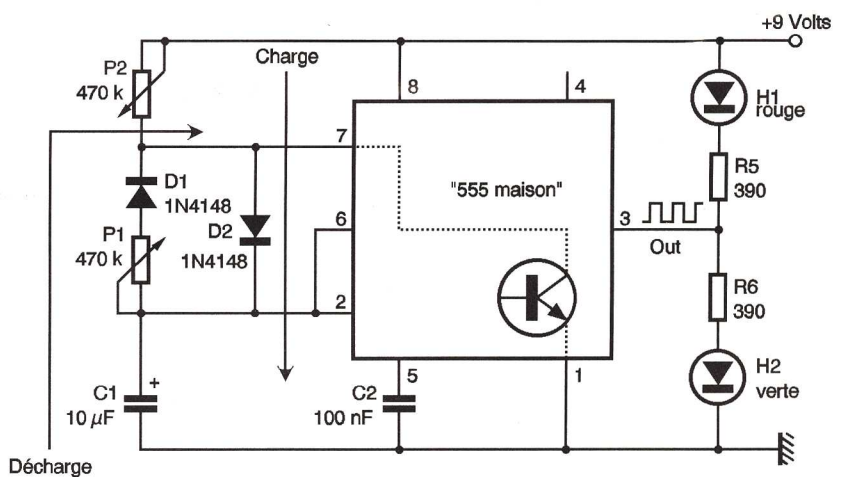 +9 Volts
P2
470 k
Charge
8
4
H1
rouge
7
D1
1N4148
D2
1N4148
"555 maison"
R5
390
P1
470 k
6
3
Out
2
R6
390
C1
+
10 µF
C2
100 nF
5
1
H2
verte
Décharge